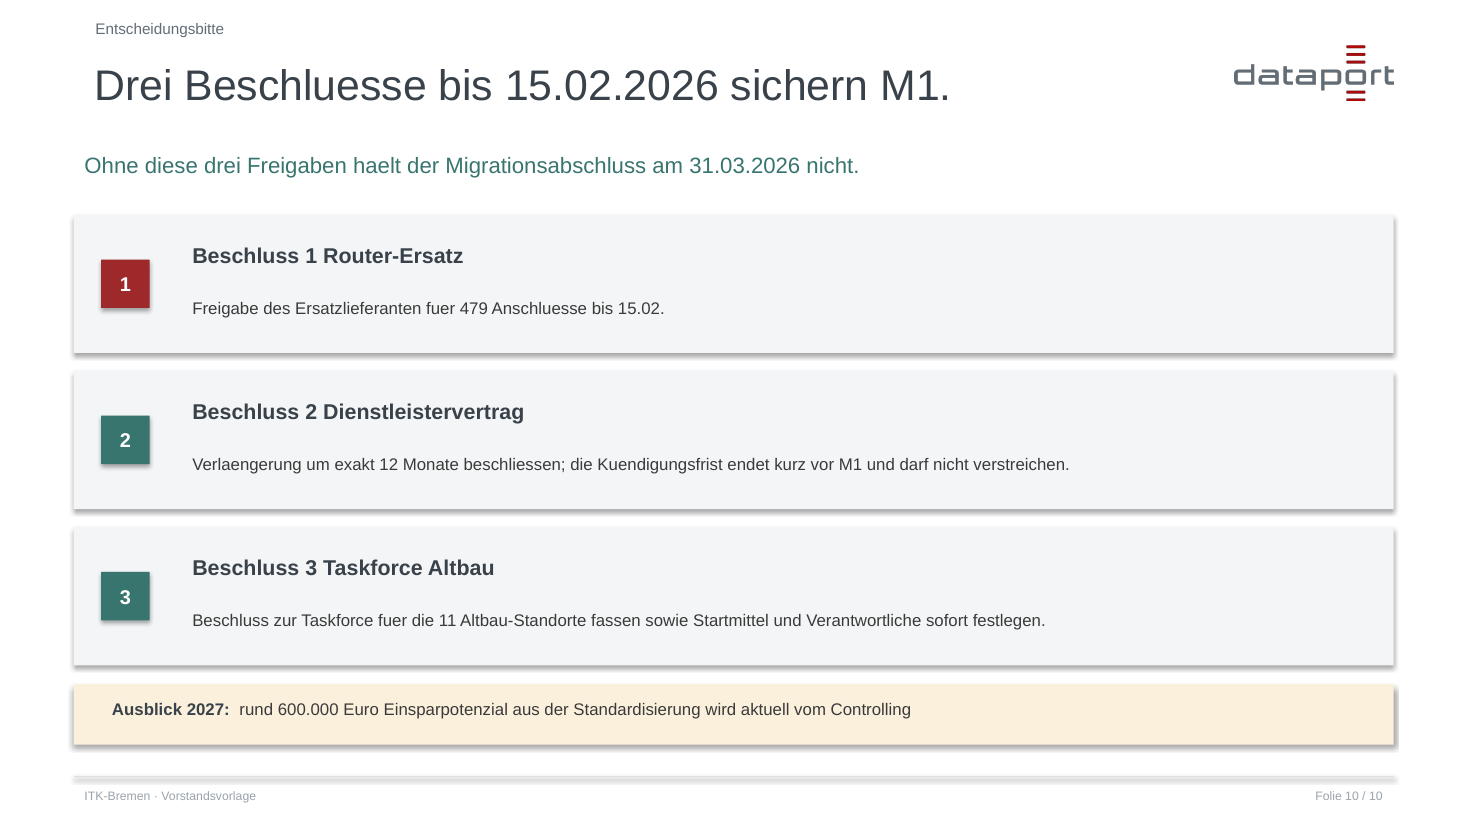 Entscheidungsbitte
Drei Beschluesse bis 15.02.2026 sichern M1.
dataport
Ohne diese drei Freigaben haelt der Migrationsabschluss am 31.03.2026 nicht.
Beschluss 1 Router-Ersatz
1
Freigabe des Ersatzlieferanten fuer 479 Anschluesse bis 15.02.
Beschluss 2 Dienstleistervertrag
2
Verlaengerung um exakt 12 Monate beschliessen; die Kuendigungsfrist endet kurz vor M1 und darf nicht verstreichen.
Beschluss 3 Taskforce Altbau
3
Beschluss zur Taskforce fuer die 11 Altbau-Standorte fassen sowie Startmittel und Verantwortliche sofort festlegen.
Ausblick 2027: rund 600.000 Euro Einsparpotenzial aus der Standardisierung wird aktuell vom Controlling
ITK-Bremen · Vorstandsvorlage
Folie 10 / 10